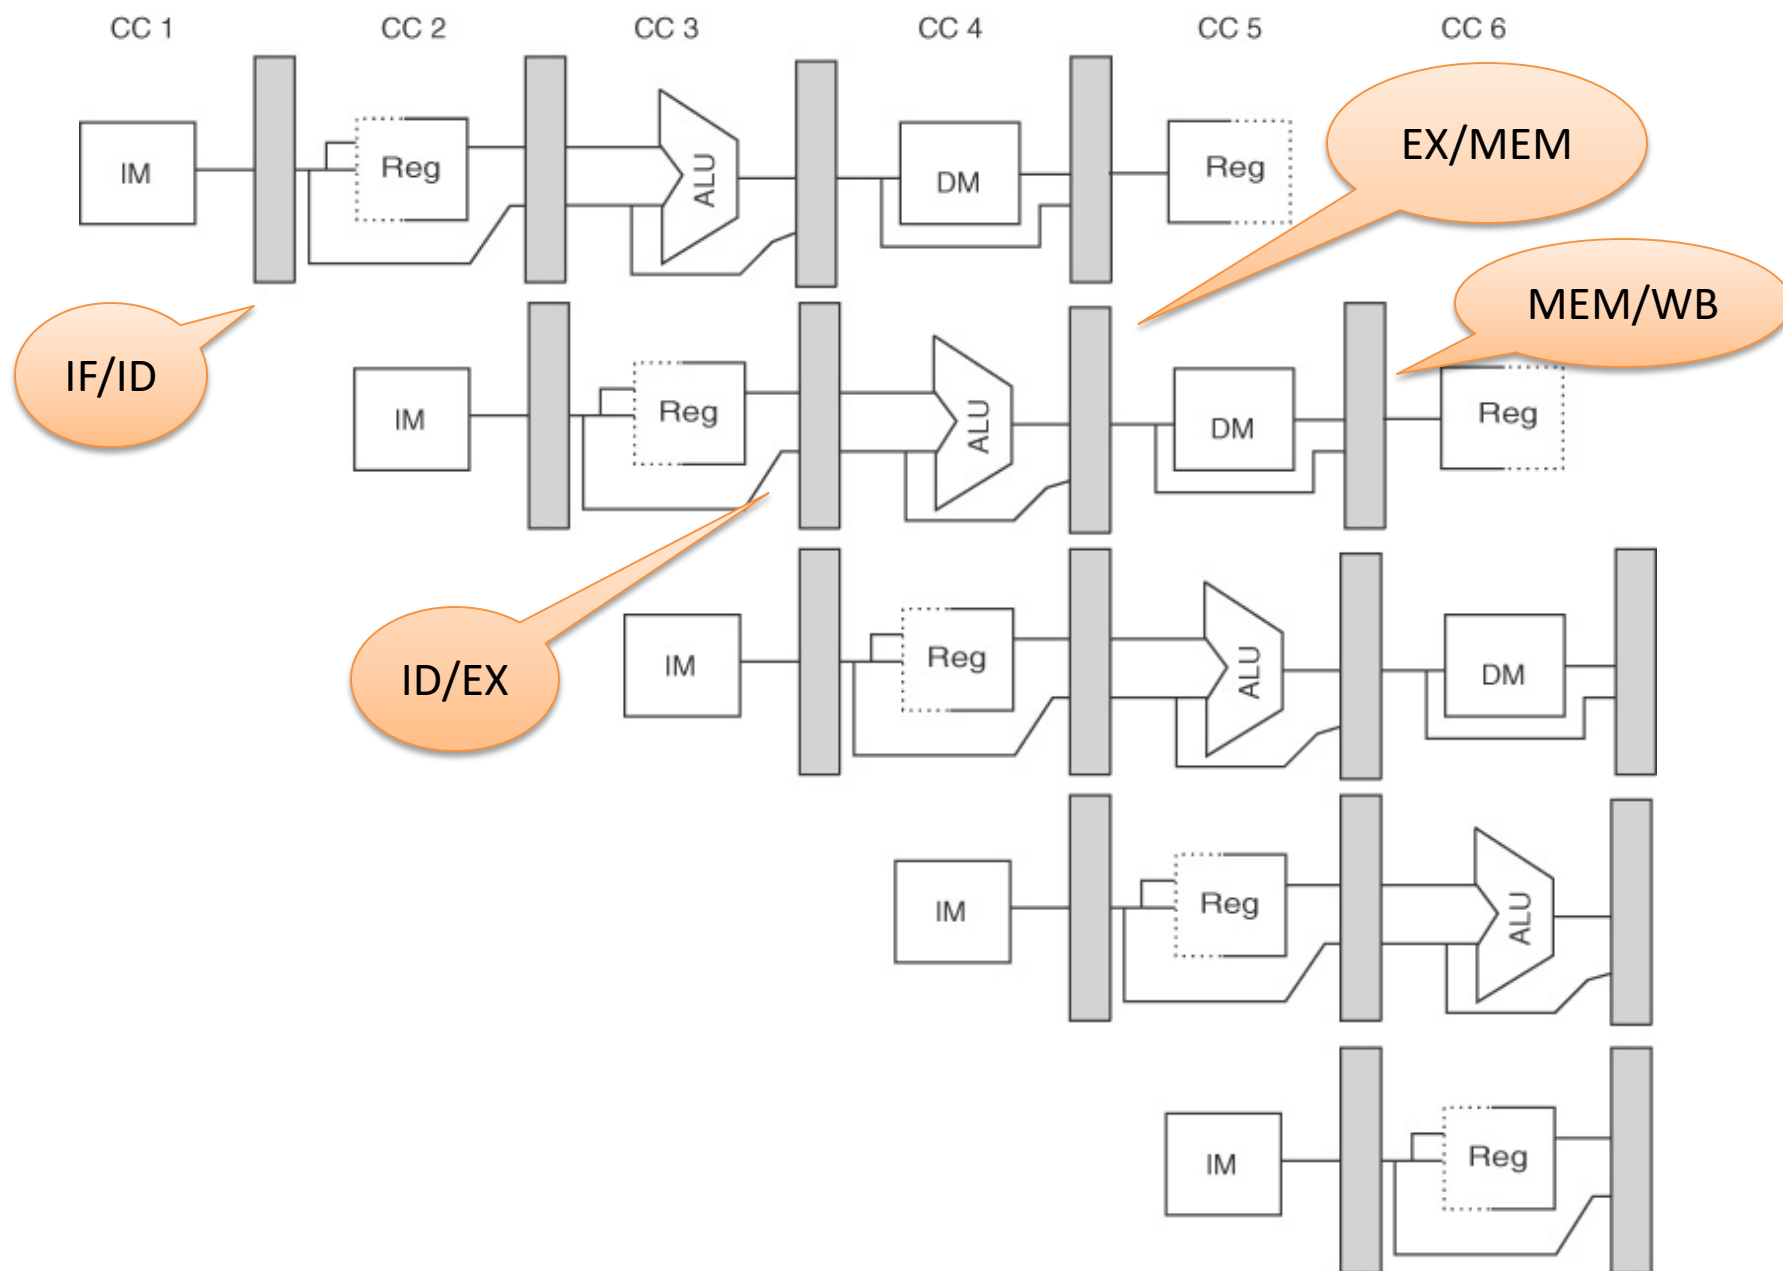 CC 1 CC 2 CC 3 CC 4 CC 5 CC 6
EX/MEM
IM Reg ALU DM Reg
MEM/WB
IF/ID
IM Reg ALU DM Reg
ID/EX
IM Reg ALU DM
IM Reg ALU
IM Reg